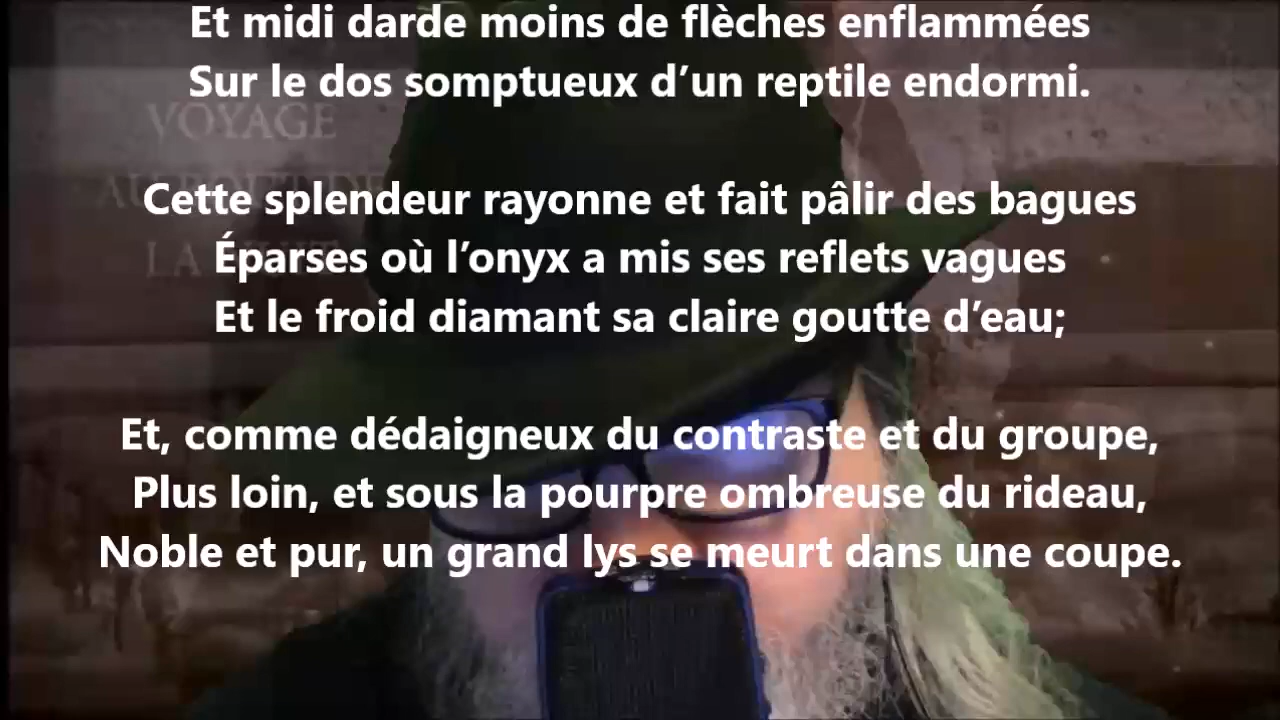 Et midi darde moins de flèches enflammées
Sur le dos somptueux d’un reptile endormi.
VOYAGE
Cette splendeur rayonne et fait pâlir des bagues
Éparses où l’onyx a mis ses reflets vagues
LA
Et le froid diamant sa claire goutte d’eau;
Et, comme dédaigneux du contraste et du groupe,
Plus loin, et sous la pourpre ombreuse du rideau,
Noble et pur, un grand lys se meurt dans une coupe.